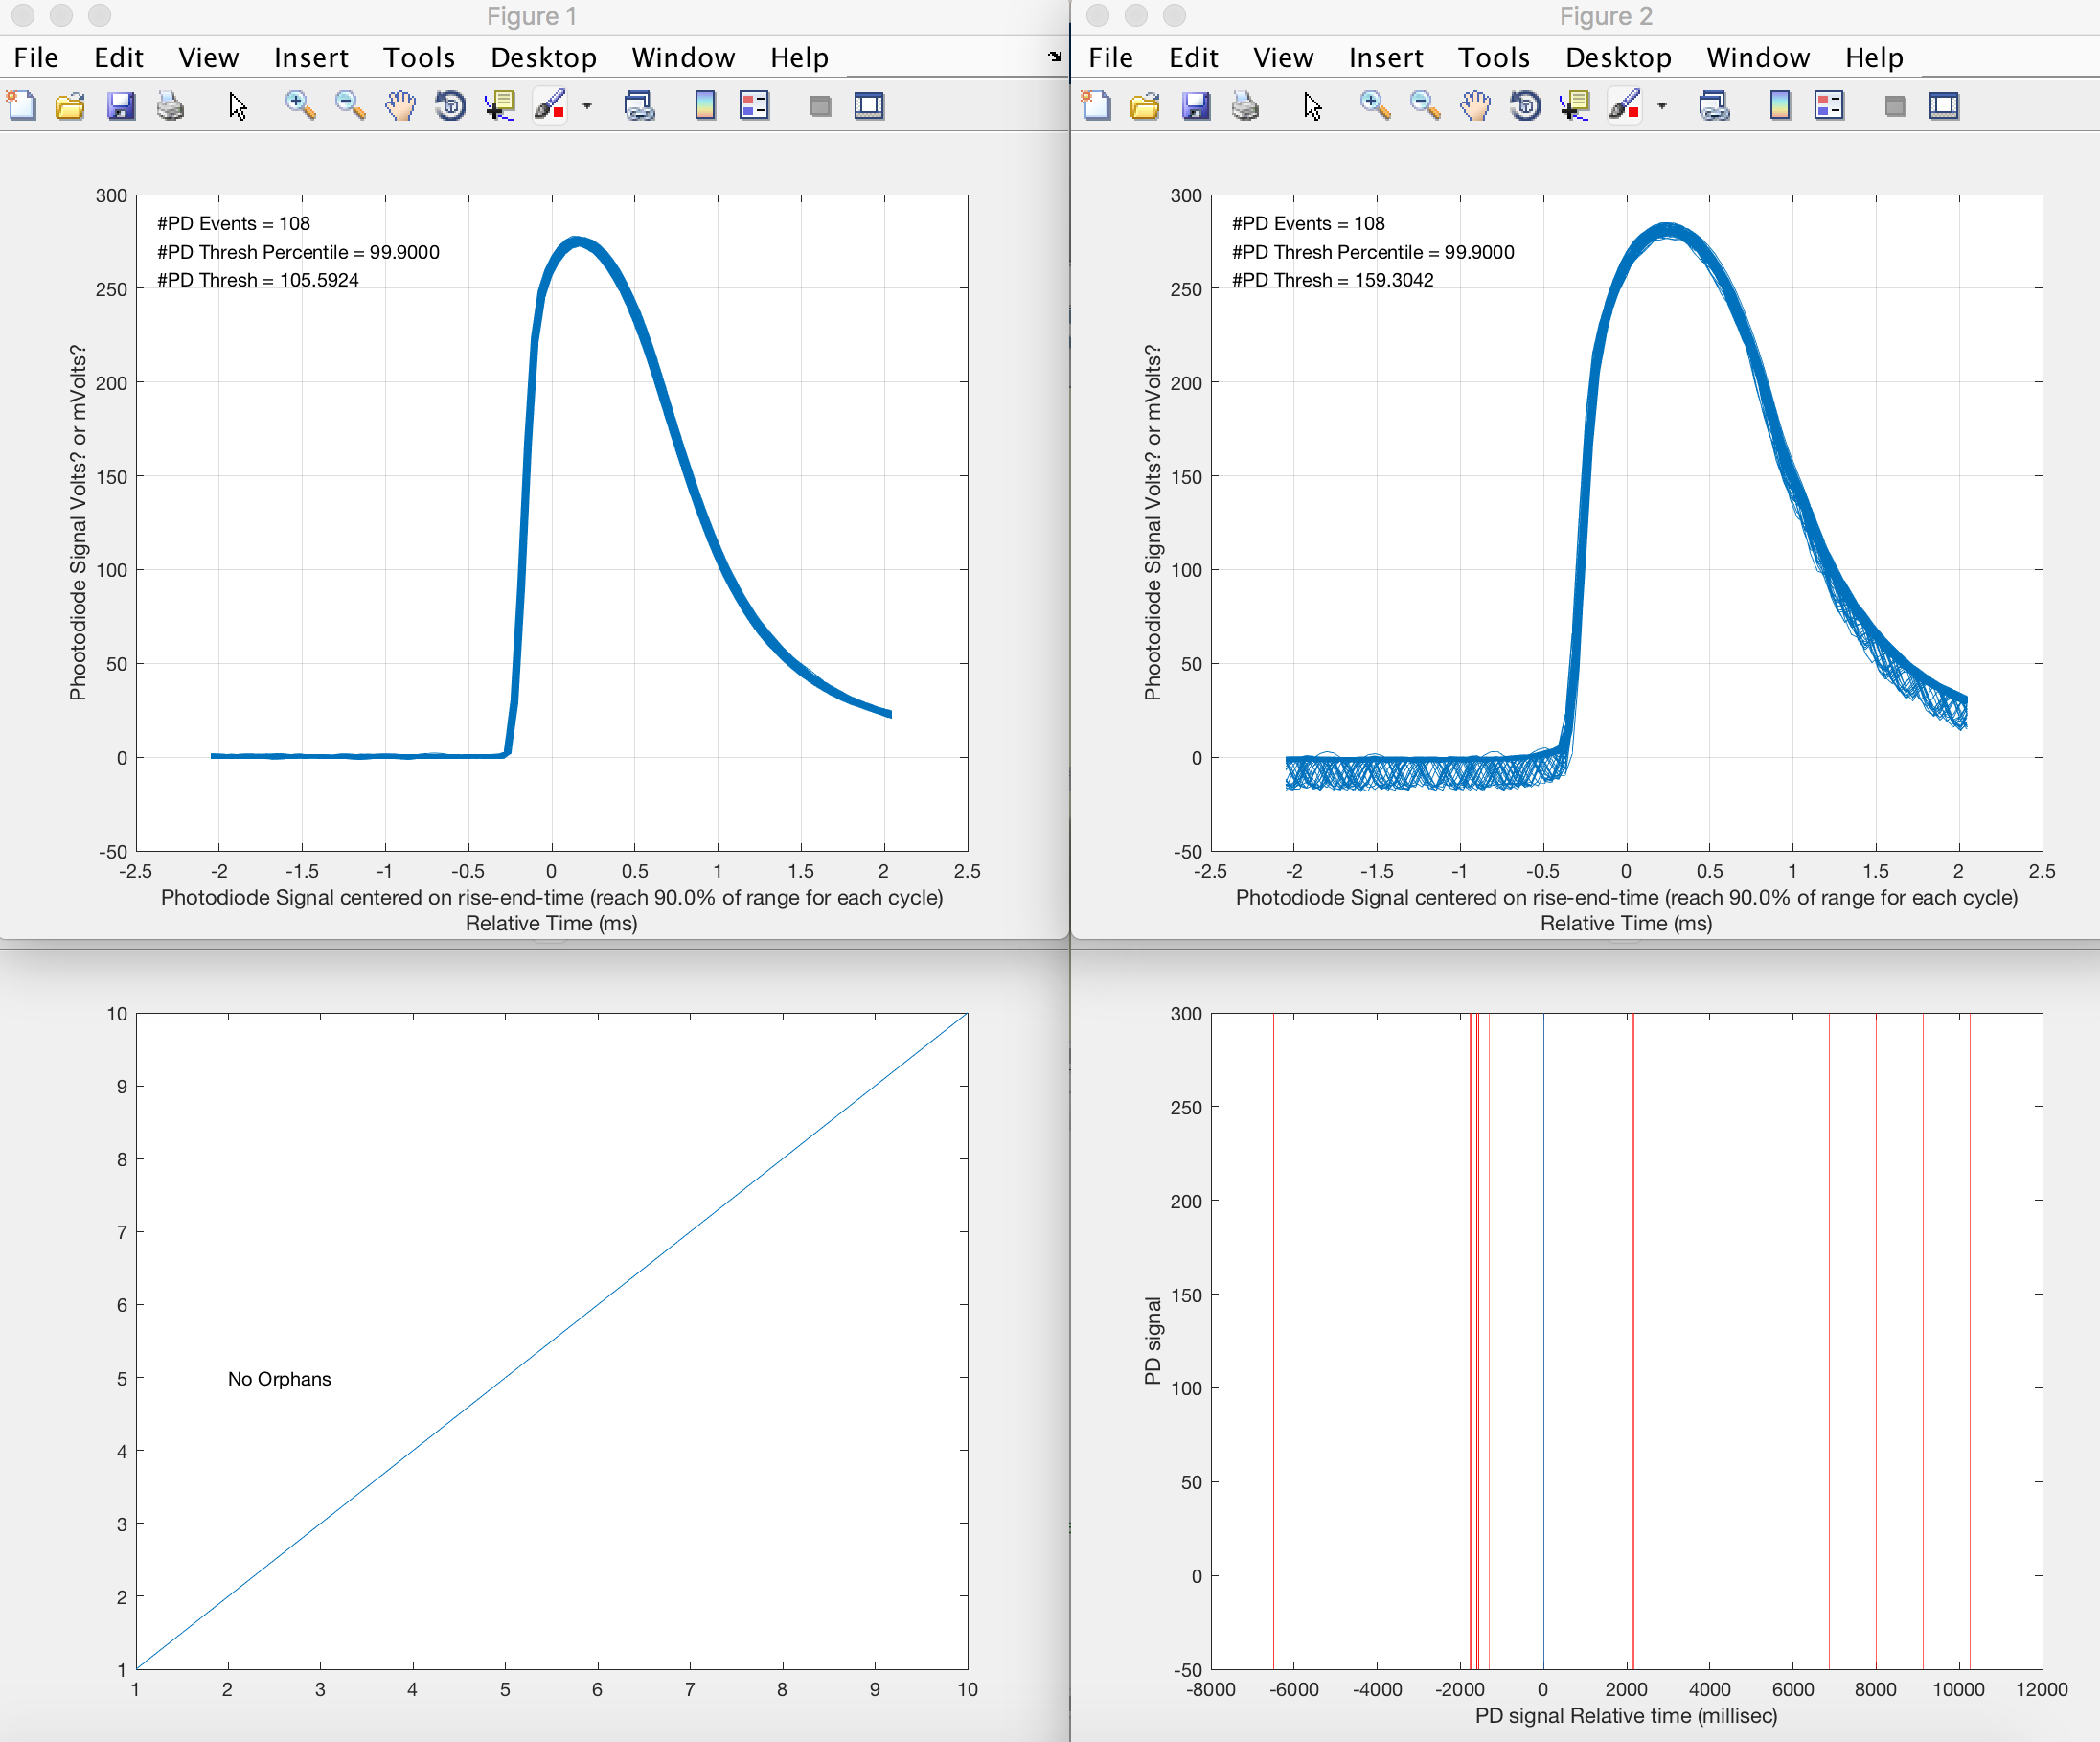 Figure 1
File Edit View Insert Tools Desktop Window Help
300
250
200
150
100
50
0
-50
#PD Events = 108
#PD Thresh Percentile = 99.9000
#PD Thresh = 105.5924
Phootodiode Signal Volts? or mVolts?
-2.5 -2 -1.5 -1 -0.5 0 0.5 1 1.5 2 2.5
Photodiode Signal centered on rise-end-time (reach 90.0% of range for each cycle)
Relative Time (ms)
Figure 2
File Edit View Insert Tools Desktop Window Help
300
250
200
150
100
50
0
-50
#PD Events = 108
#PD Thresh Percentile = 99.9000
#PD Thresh = 159.3042
Phootodiode Signal Volts? or mVolts?
-2.5 -2 -1.5 -1 -0.5 0 0.5 1 1.5 2 2.5
Photodiode Signal centered on rise-end-time (reach 90.0% of range for each cycle)
Relative Time (ms)
10
9
8
7
6
5
4
3
2
1
No Orphans
1 2 3 4 5 6 7 8 9 10
300
250
200
150
100
50
0
-50
PD signal
-8000 -6000 -4000 -2000 0 2000 4000 6000 8000 10000 12000
PD signal Relative time (millisec)